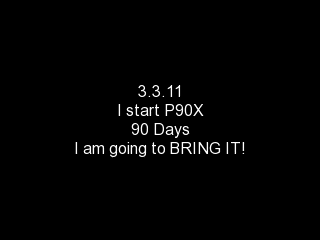 3.3.11
I start P90X
90 Days
I am going to BRING IT!